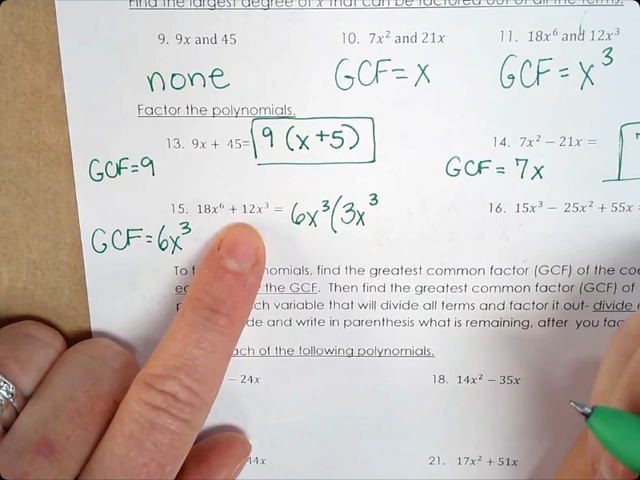 Find the largest degree of x that can be factored out of all the terms.
9. 9x and 45
10. 7x² and 21x
11. 18x⁶ and 12x³
none
GCF = x
GCF = x³
Factor the polynomials.
13. 9x + 45= 9 (x+5)
14. 7x² − 21x =
GCF=9
GCF = 7x
15. 18x⁶ + 12x³ = 6x³(3x³
16. 15x³ − 25x² + 55x =
GCF=6x³
To nomials, find the greatest common factor (GCF) of the
the GCF. Then find the greatest common factor (GCF) of
ch variable that will divide all terms and factor it out- divide
de and write in parenthesis what is remaining, after you
ach of the following polynomials.
− 24x
18. 14x² − 35x
44x
21. 17x² + 51x